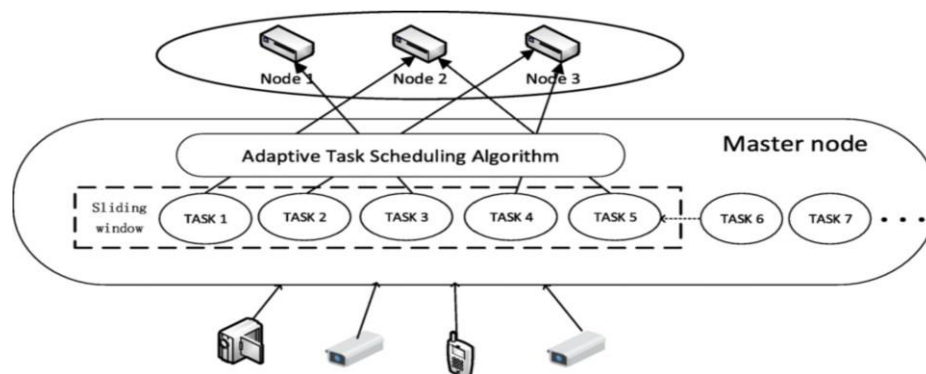 Node 1
Node 2
Node 3
Master node
Adaptive Task Scheduling Algorithm
Sliding
window
TASK 1
TASK 2
TASK 3
TASK 4
TASK 5
TASK 6
TASK 7
• • •